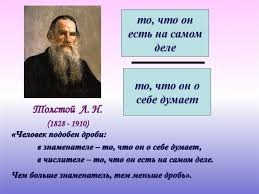 то, что он
есть на самом
деле
то, что он о
себе думает
Толстой Л. Н.
(1828 - 1910)
«Человек подобен дроби:
в знаменателе – то, что он о себе думает,
в числителе – то, что он есть на самом деле.
Чем больше знаменатель, тем меньше дробь».